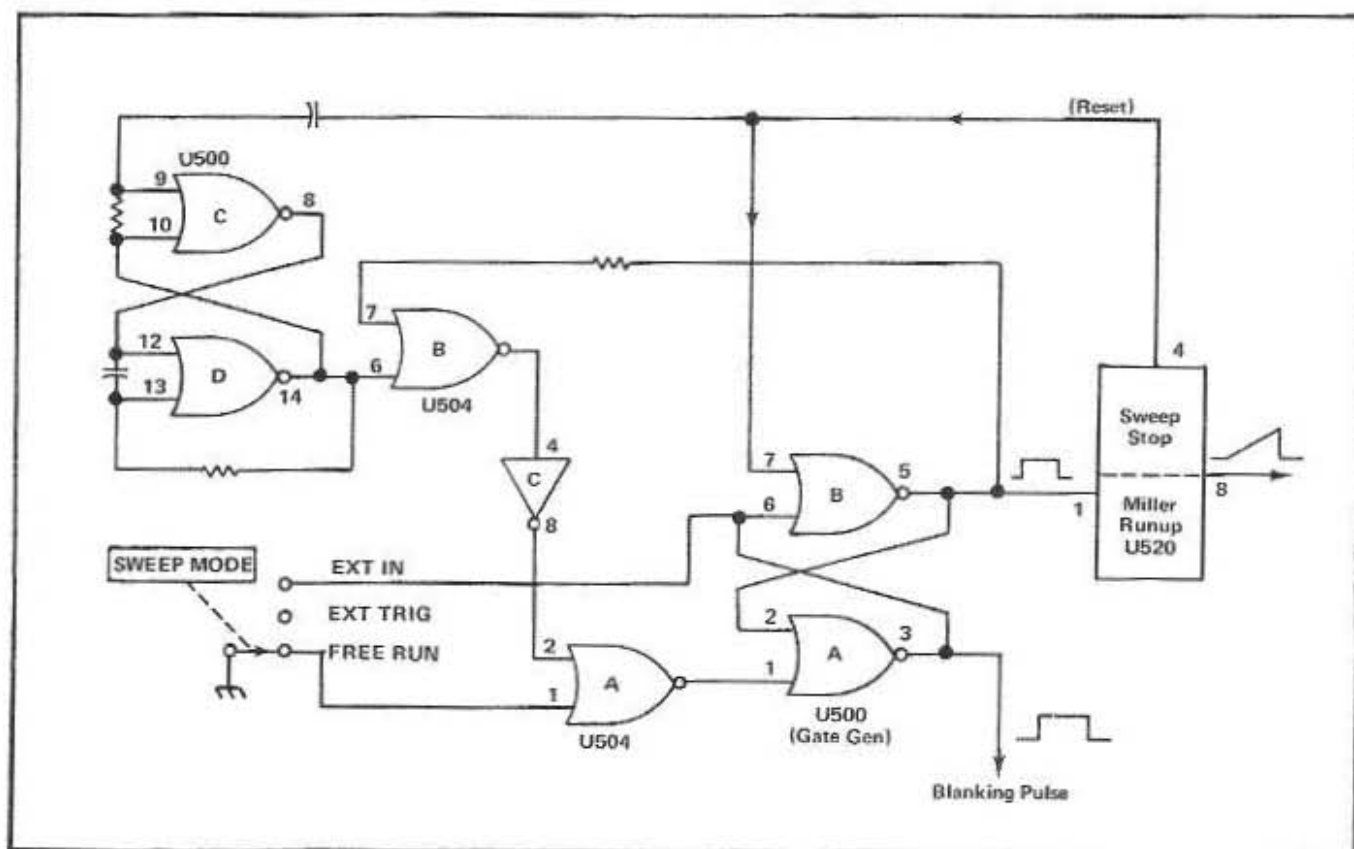 (Reset)
U500
9
8
C
10
7
4
12
B
D
6
13
14
U504
Sweep
Stop
4
7
5
C
B
8
6
1
8
Miller
Runup
U520
SWEEP MODE
EXT IN
EXT TRIG
2
3
FREE RUN
2
A
1
A
1
U500
(Gate Gen)
U504
Blanking Pulse